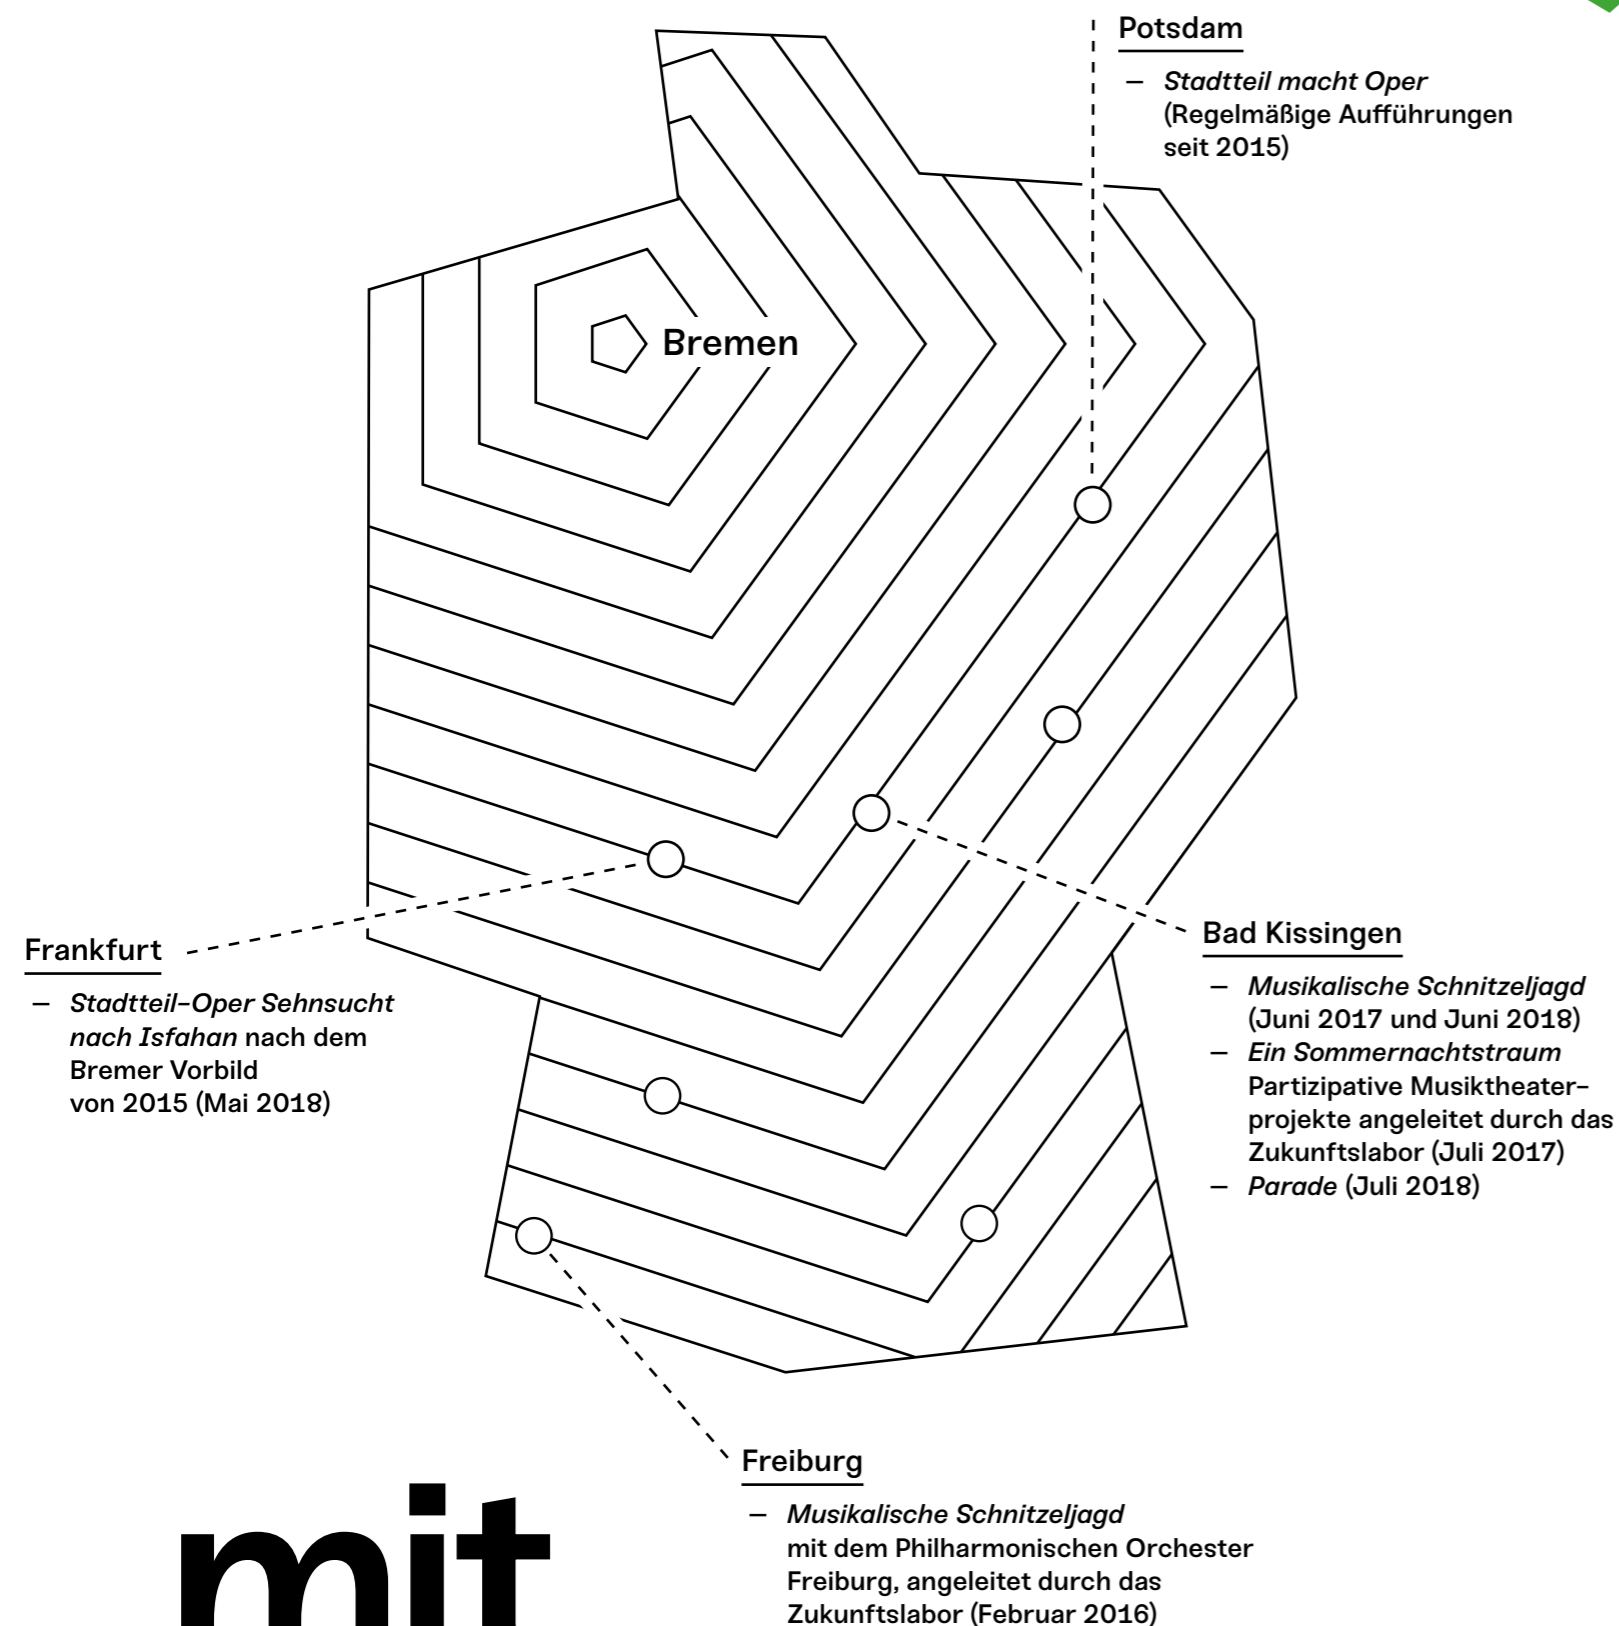 Potsdam
– Stadtteil macht Oper
(Regelmäßige Aufführungen
seit 2015)
Bremen
Frankfurt
– Stadtteil-Oper Sehnsucht
nach Isfahan nach dem
Bremer Vorbild
von 2015 (Mai 2018)
Bad Kissingen
– Musikalische Schnitzeljagd
(Juni 2017 und Juni 2018)
– Ein Sommernachtstraum
Partizipative Musiktheater-
projekte angeleitet durch das
Zukunftslabor (Juli 2017)
– Parade (Juli 2018)
Freiburg
– Musikalische Schnitzeljagd
mit dem Philharmonischen Orchester
Freiburg, angeleitet durch das
Zukunftslabor (Februar 2016)
mit